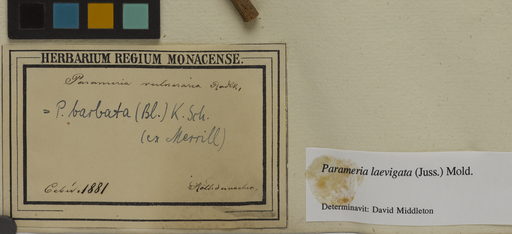 HERBARIUM REGIUM MONACENSE.
Parameria vulneraria Radlk.
= P. barbata (Bl.) K. Sch.
(ex Merrill)
Cebú. 1881
Parameria laevigata (Juss.) Mold.
Determinavit: David Middleton